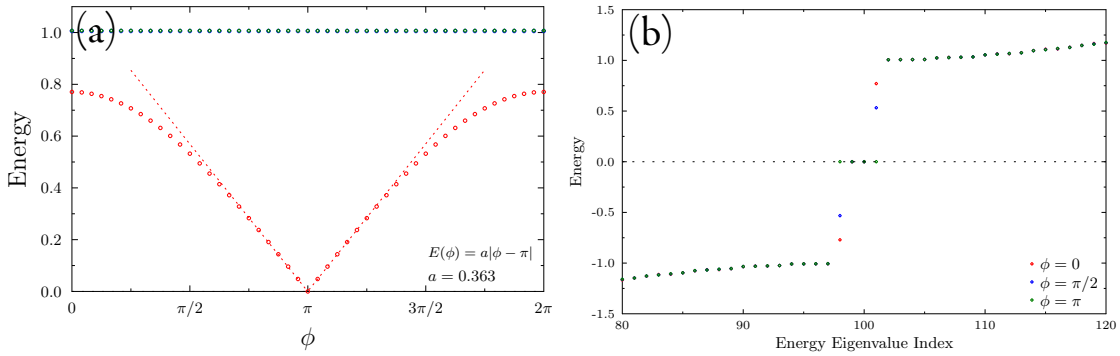 (a)
Energy
1.0
0.8
0.6
0.4
0.2
0.0
E(ϕ) = a|ϕ − π|
a = 0.363
0 π/2 π 3π/2 2π
ϕ
(b)
Energy
1.5
1.0
0.5
0.0
-0.5
-1.0
-1.5
ϕ = 0
ϕ = π/2
ϕ = π
80 90 100 110 120
Energy Eigenvalue Index